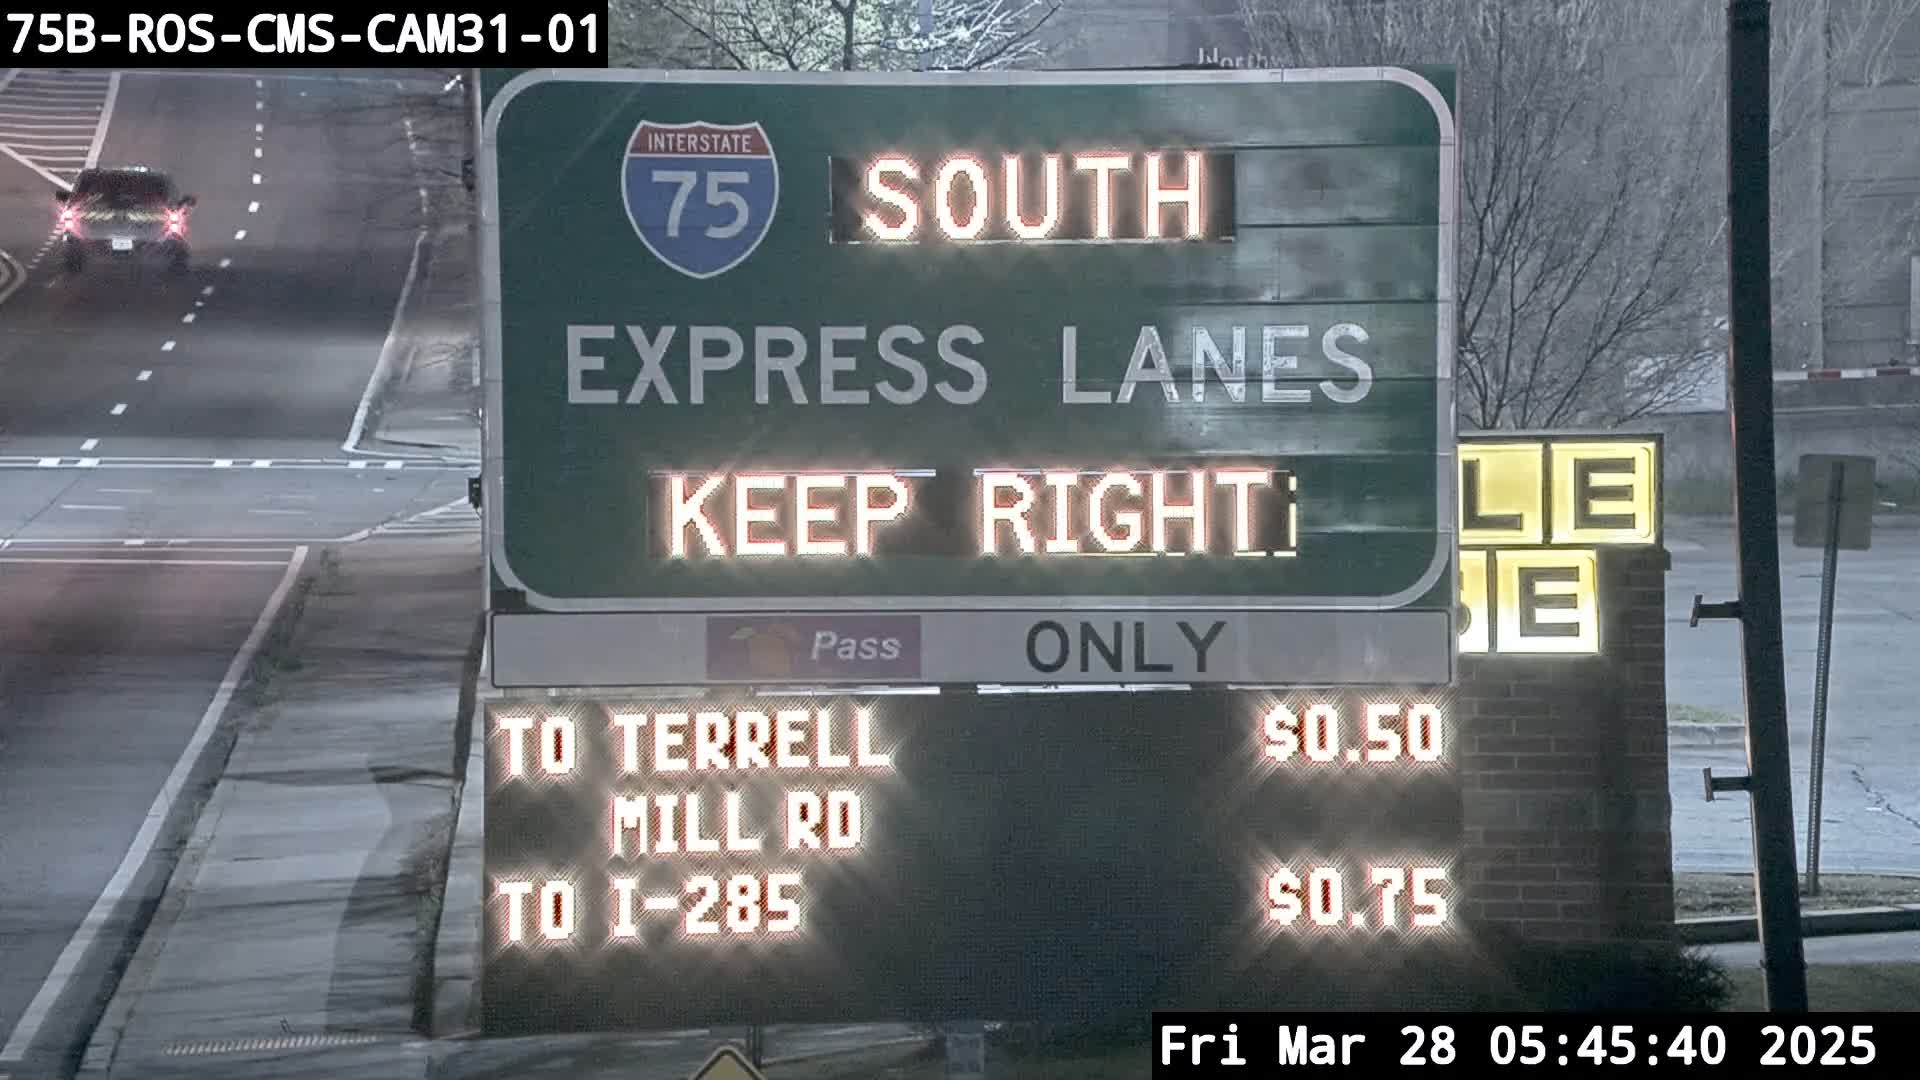 75B-ROS-CMS-CAM31-01
INTERSTATE
75
SOUTH
EXPRESS LANES
KEEP RIGHT
Pass
ONLY
TO TERRELL $0.50
MILL RD
TO I-285 $0.75
LE
E
Fri Mar 28 05:45:40 2025